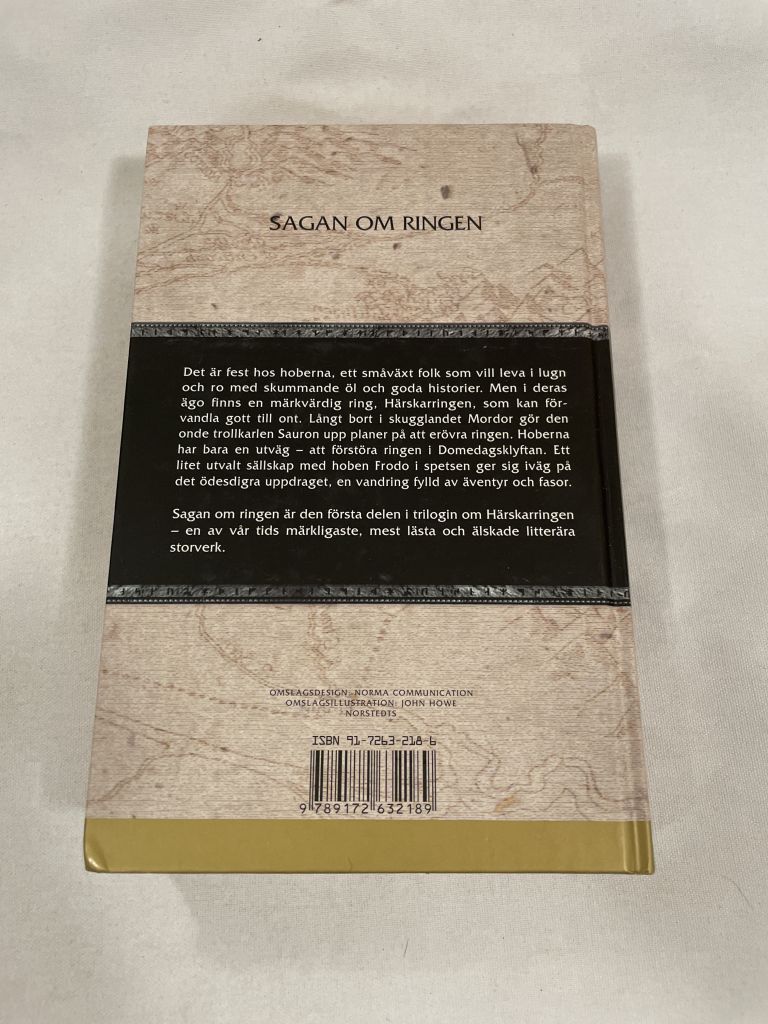 SAGAN OM RINGEN
Det är fest hos hoberna, ett småväxt folk som vill leva i lugn
och ro med skummande öl och goda historier. Men i deras
ägo finns en märkvärdig ring, Härskarringen, som kan för-
vandla gott till ont. Långt bort i skugglandet Mordor gör den
onde trollkarlen Sauron upp planer på att erövra ringen. Hoberna
har bara en utväg – att förstöra ringen i Domedagsklyftan. Ett
litet utvalt sällskap med hoben Frodo i spetsen ger sig iväg på
det ödesdigra uppdraget, en vandring fylld av äventyr och fasor.
Sagan om ringen är den första delen i trilogin om Härskarringen
– en av vår tids märkligaste, mest lästa och älskade litterära
storverk.
OMSLAGSDESIGN: NORMA COMMUNICATION
OMSLAGSILLUSTRATION: JOHN HOWE
NORSTEDTS
ISBN 91-7263-218-6
9 789172 632189